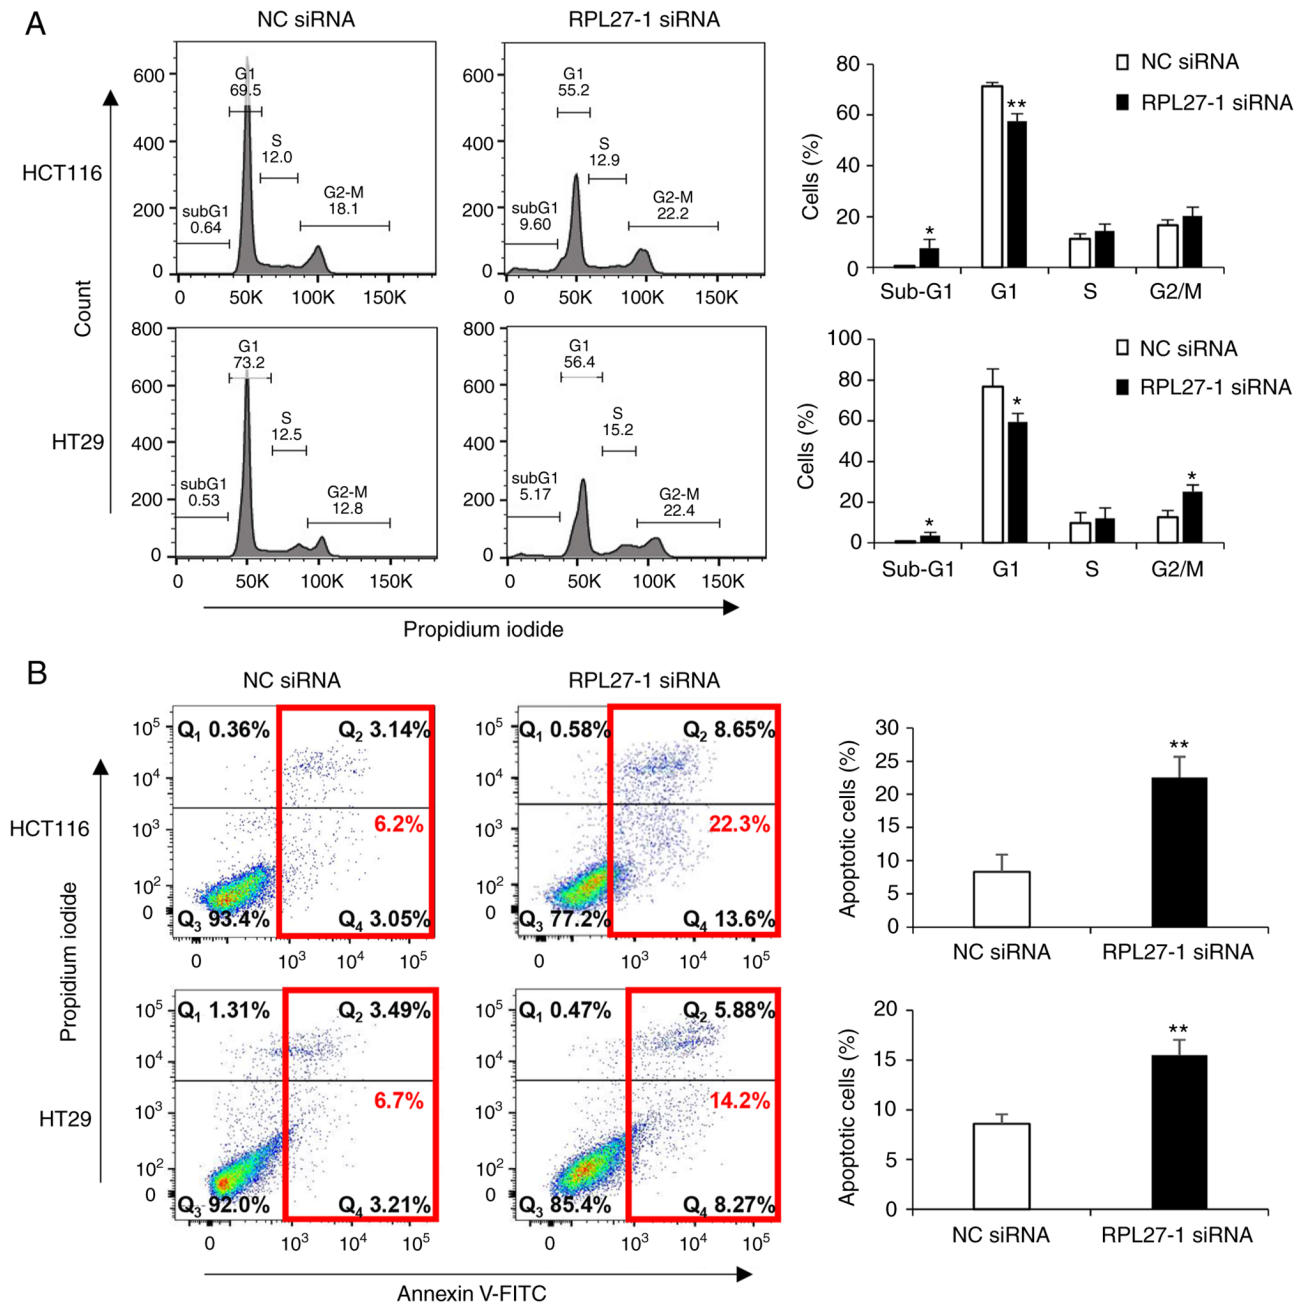 A
NC siRNA
RPL27-1 siRNA
HCT116
HT29
Count
800
600
400
200
0
G1
69.5
S
12.0
G2-M
18.1
subG1
0.64
0 50K 100K 150K
600
400
200
0
G1
55.2
S
12.9
G2-M
22.2
subG1
9.60
0 50K 100K 150K
80
60
40
20
0
Cells (%)
NC siRNA
RPL27-1 siRNA
*
**
Sub-G1 G1 S G2/M
600
400
200
0
G1
73.2
S
12.5
G2-M
12.8
subG1
0.53
0 50K 100K 150K
800
600
400
200
0
G1
56.4
S
15.2
G2-M
22.4
subG1
5.17
0 50K 100K 150K
100
80
60
40
20
0
Cells (%)
NC siRNA
RPL27-1 siRNA
*
*
*
Sub-G1 G1 S G2/M
Propidium iodide
B
NC siRNA
RPL27-1 siRNA
HCT116
HT29
Propidium iodide
10⁵
10⁴
10³
10²
0
Q₁ 0.36%
Q₂ 3.14%
6.2%
Q₃ 93.4%
Q₄ 3.05%
0 10³ 10⁴ 10⁵
10⁵
10⁴
10³
10²
0
Q₁ 0.58%
Q₂ 8.65%
22.3%
Q₃ 77.2%
Q₄ 13.6%
0 10³ 10⁴ 10⁵
30
25
20
15
10
5
0
Apoptotic cells (%)
**
NC siRNA RPL27-1 siRNA
10⁵
10⁴
10³
10²
0
Q₁ 1.31%
Q₂ 3.49%
6.7%
Q₃ 92.0%
Q₄ 3.21%
0 10³ 10⁴ 10⁵
10⁵
10⁴
10³
10²
0
Q₁ 0.47%
Q₂ 5.88%
14.2%
Q₃ 85.4%
Q₄ 8.27%
0 10³ 10⁴ 10⁵
20
15
10
5
0
Apoptotic cells (%)
**
NC siRNA RPL27-1 siRNA
Annexin V-FITC